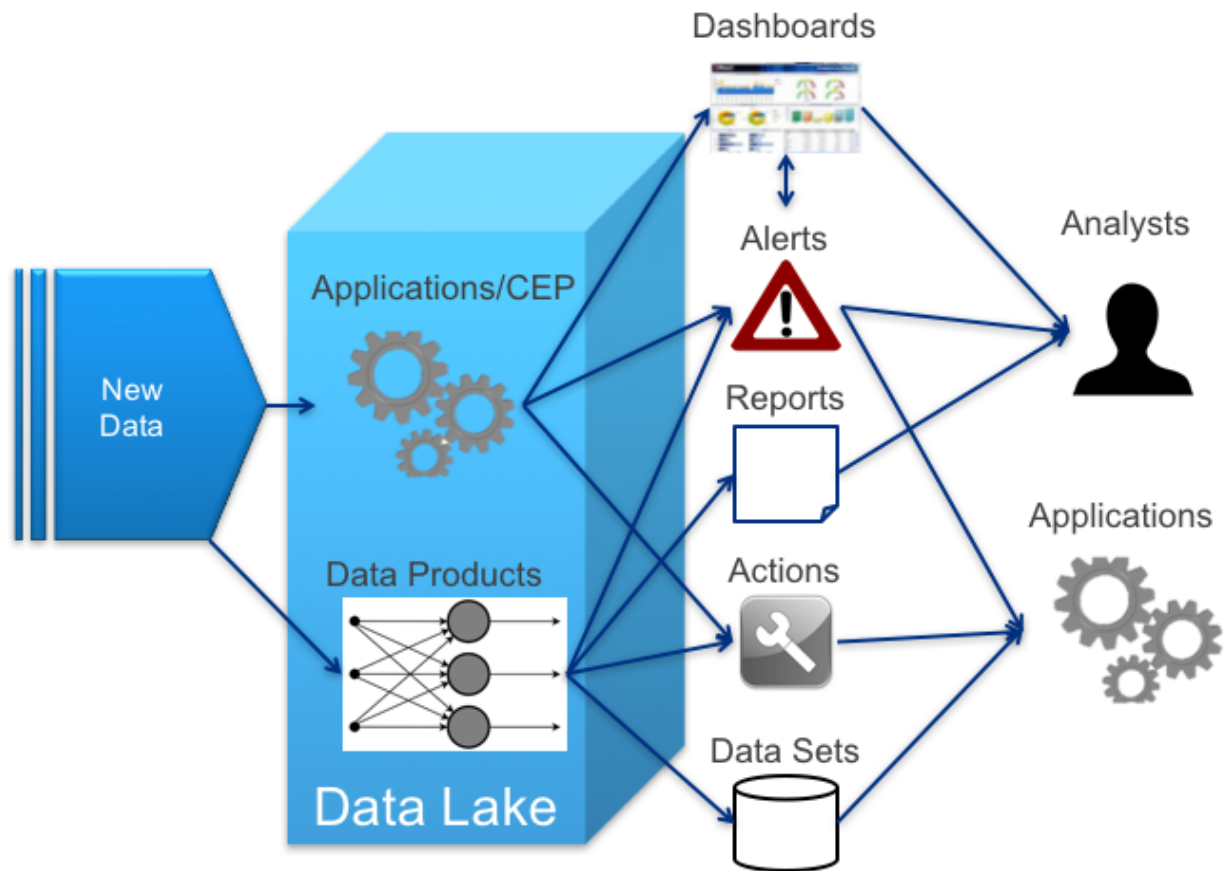 Dashboards
Alerts
Analysts
Applications/CEP
New
Data
Reports
Applications
Actions
Data Products
Data Sets
Data Lake